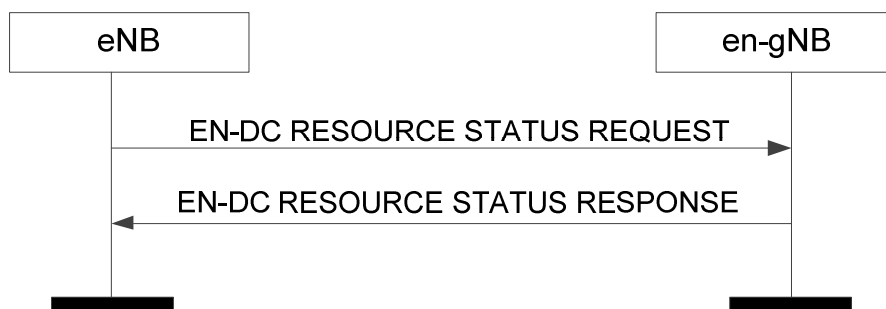 eNB
en-gNB
EN-DC RESOURCE STATUS REQUEST
EN-DC RESOURCE STATUS RESPONSE